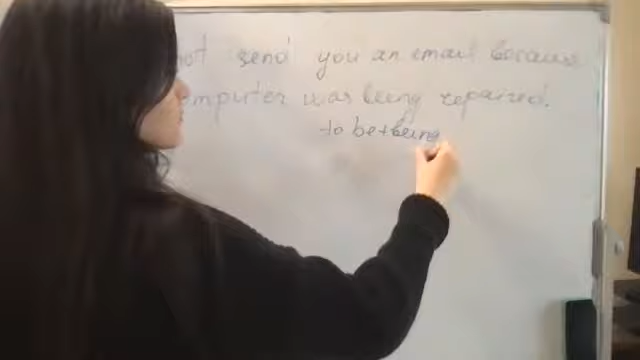 not send you an email because
computer was being repaired.
to be+being